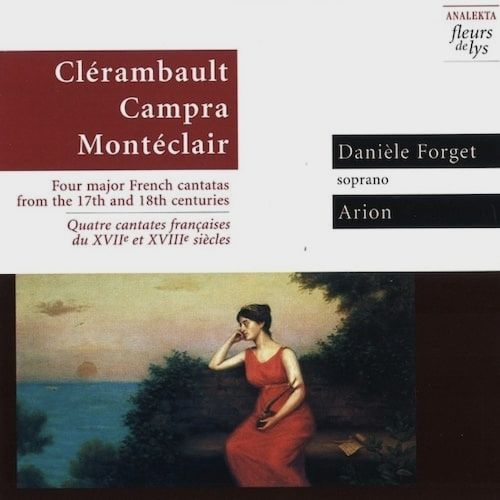 ANALEKTA
fleurs
de lys
Clérambault
Campra
Montéclair
Four major French cantatas
from the 17th and 18th centuries
Quatre cantates françaises
du XVIIe et XVIIIe siècles
Danièle Forget
soprano
Arion